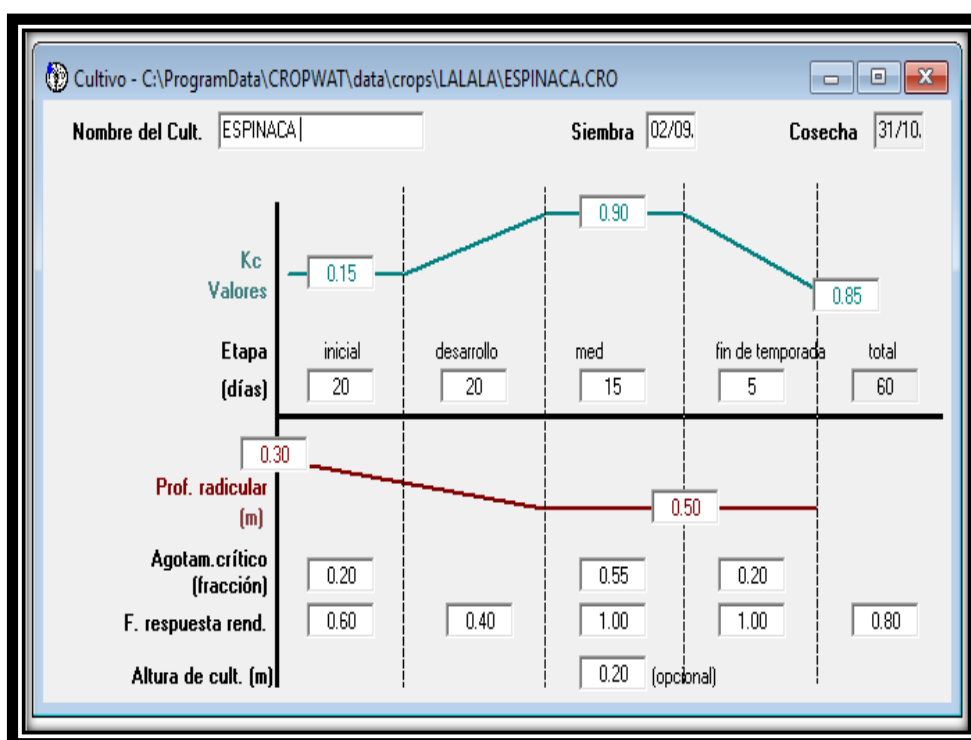 Cultivo - C:\ProgramData\CROPWAT\data\crops\LALALA\ESPINACA.CRO
Nombre del Cult. ESPINACA Siembra 02/09. Cosecha 31/10.
0.90
Kc 0.15
Valores 0.85
Etapa inicial desarrollo med fin de temporada total
(días) 20 20 15 5 60
0.30
Prof. radicular 0.50
(m)
Agotam.crítico 0.20 0.55 0.20
(fracción)
F. respuesta rend. 0.60 0.40 1.00 1.00 0.80
Altura de cult. (m) 0.20 (opcional)